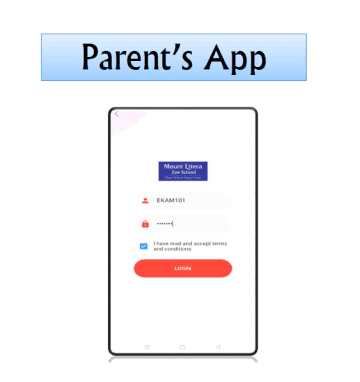 Parent's App
Mount Litera
Zee School
EKAM101
I have read and accept terms
and conditions
LOGIN